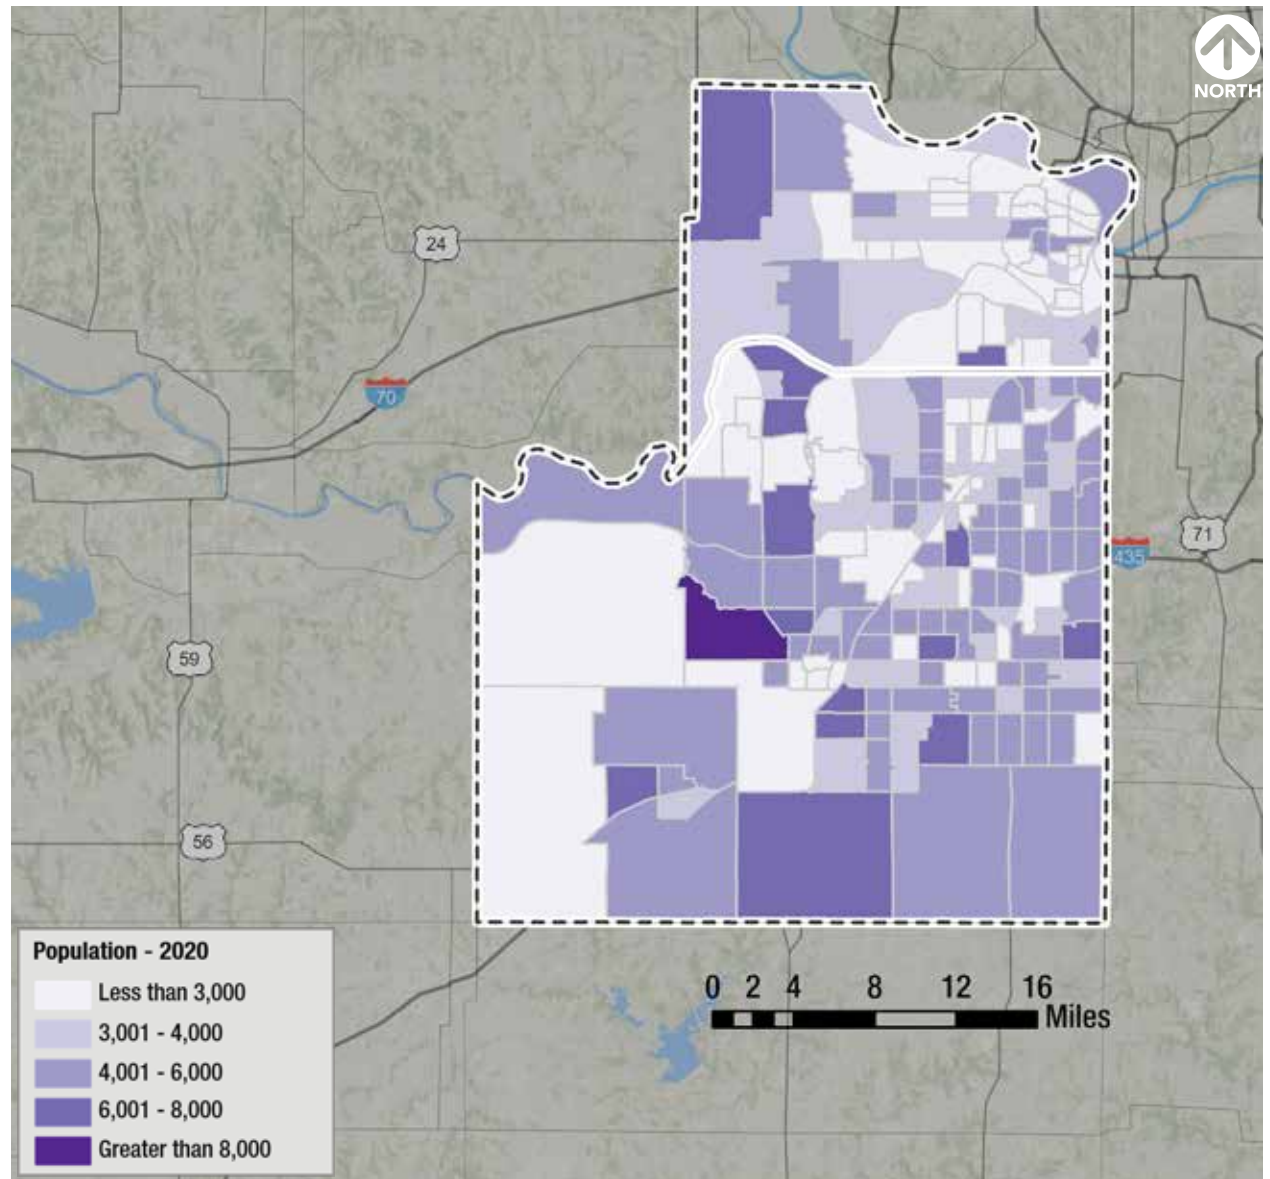 NORTH
24
70
71
435
59
56
Population - 2020
Less than 3,000
3,001 - 4,000
4,001 - 6,000
6,001 - 8,000
Greater than 8,000
0 2 4 8 12 16
Miles